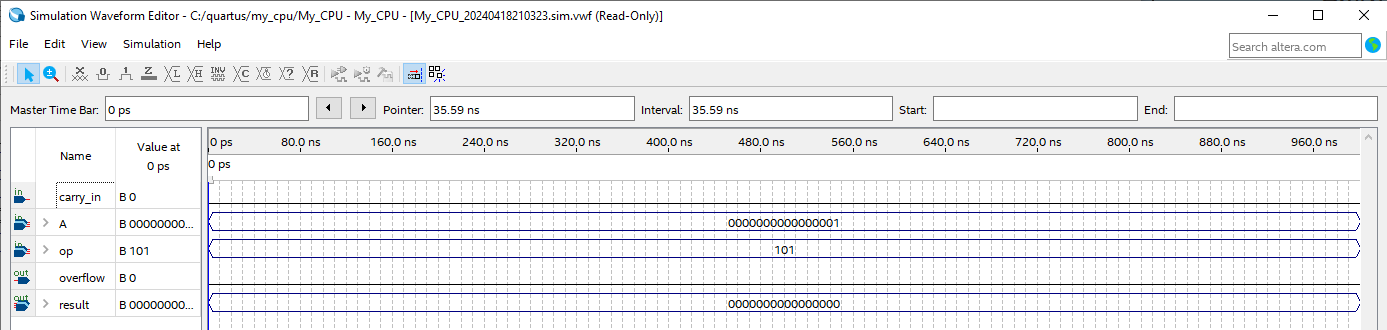 Simulation Waveform Editor - C:/quartus/my_cpu/My_CPU - My_CPU - [My_CPU_20240418210323.sim.vwf (Read-Only)]
File Edit View Simulation Help
Search altera.com
Master Time Bar: 0 ps Pointer: 35.59 ns Interval: 35.59 ns Start: End:
Name Value at
0 ps
0 ps 80.0 ns 160.0 ns 240.0 ns 320.0 ns 400.0 ns 480.0 ns 560.0 ns 640.0 ns 720.0 ns 800.0 ns 880.0 ns 960.0 ns
0 ps
in carry_in B 0
in A B 00000000... 0000000000000001
in op B 101 101
out overflow B 0
out result B 00000000... 0000000000000000